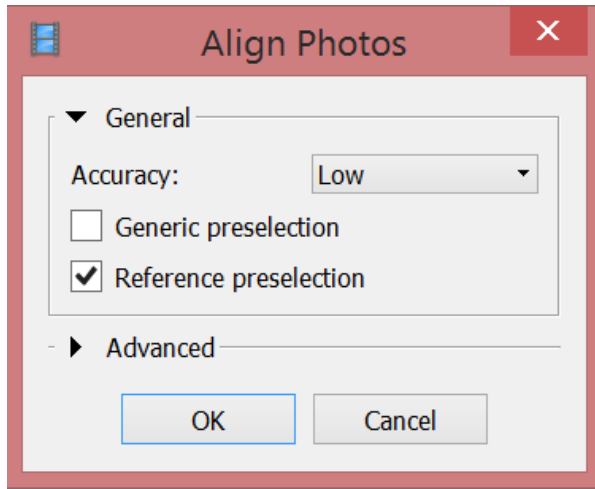 Align Photos
General
Accuracy: Low
Generic preselection
Reference preselection
Advanced
OK Cancel